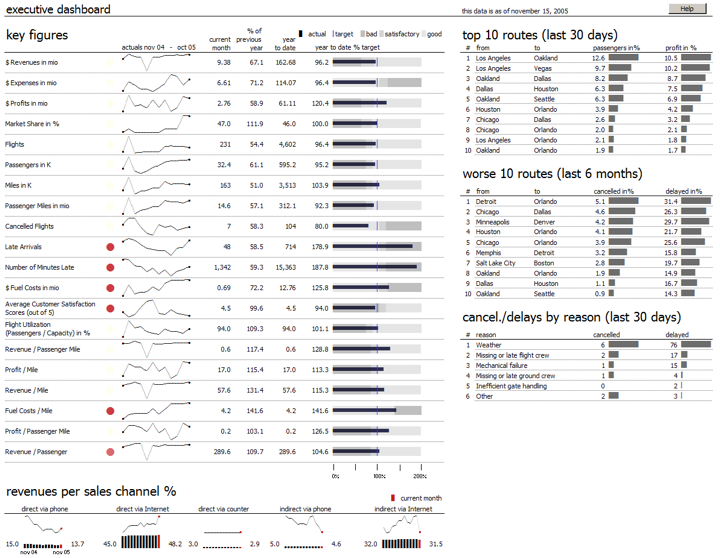 executive dashboard
this data is as of november 15, 2005
Help
key figures
actuals nov 04 - oct 05
current month
% of previous year
year to date
actual target bad satisfactory good
year to date % target
$ Revenues in mio 9.38 67.1 162.68 96.2
$ Expenses in mio 6.61 71.2 114.07 96.4
$ Profits in mio 2.76 58.9 61.11 120.4
Market Share in % 47.0 111.9 46.0 100.0
Flights 231 54.4 4,602 96.4
Passengers in K 32.4 61.1 595.2 95.2
Miles in K 163 51.0 3,513 103.9
Passenger Miles in mio 14.6 57.1 312.1 92.3
Cancelled Flights 7 58.3 104 80.0
Late Arrivals 48 58.5 714 178.9
Number of Minutes Late 1,342 59.3 15,363 187.8
$ Fuel Costs in mio 0.69 72.2 12.76 125.8
Average Customer Satisfaction
Scores (out of 5) 4.5 99.6 4.5 94.0
Flight Utilization
(Passengers / Capacity) in % 94.0 109.3 94.0 101.1
Revenue / Passenger Mile 0.6 117.4 0.6 128.8
Profit / Mile 17.0 115.4 17.0 113.3
Revenue / Mile 57.6 131.4 57.6 115.3
Fuel Costs / Mile 4.2 141.6 4.2 141.6
Profit / Passenger Mile 0.2 103.1 0.2 126.5
Revenue / Passenger 289.6 109.7 289.6 104.6
0% 100% 200%
revenues per sales channel %
current month
direct via phone direct via Internet direct via counter indirect via phone indirect via Internet
15.0 13.7 45.0 48.2 3.0 2.9 5.0 4.6 32.0 31.5
nov 04 nov 05
top 10 routes (last 30 days)
# from to passengers in% profit in %
1 Los Angeles Oakland 12.6 10.5
2 Los Angeles Vegas 9.7 10.2
3 Oakland Dallas 8.2 8.7
4 Dallas Houston 6.3 7.5
5 Oakland Seattle 6.3 6.9
6 Houston Orlando 3.9 4.2
7 Chicago Dallas 2.6 3.2
8 Chicago Orlando 2.0 2.1
9 Los Angeles Orlando 2.1 1.8
10 Oakland Orlando 1.9 1.7
worse 10 routes (last 6 months)
# from to cancelled in% delayed in%
1 Detroit Orlando 5.1 31.4
2 Chicago Dallas 4.6 26.3
3 Minneapolis Denver 4.2 29.7
4 Houston Orlando 4.1 21.7
5 Chicago Orlando 3.9 25.6
6 Memphis Detroit 3.2 15.8
7 Salt Lake City Boston 2.8 19.7
8 Oakland Orlando 1.9 14.9
9 Dallas Houston 1.1 16.7
10 Oakland Seattle 0.9 14.3
cancel./delays by reason (last 30 days)
# reason cancelled delayed
1 Weather 6 76
2 Missing or late flight crew 2 17
3 Mechanical failure 1 15
4 Missing or late ground crew 1 4
5 Inefficient gate handling 0 2
6 Other 2 3